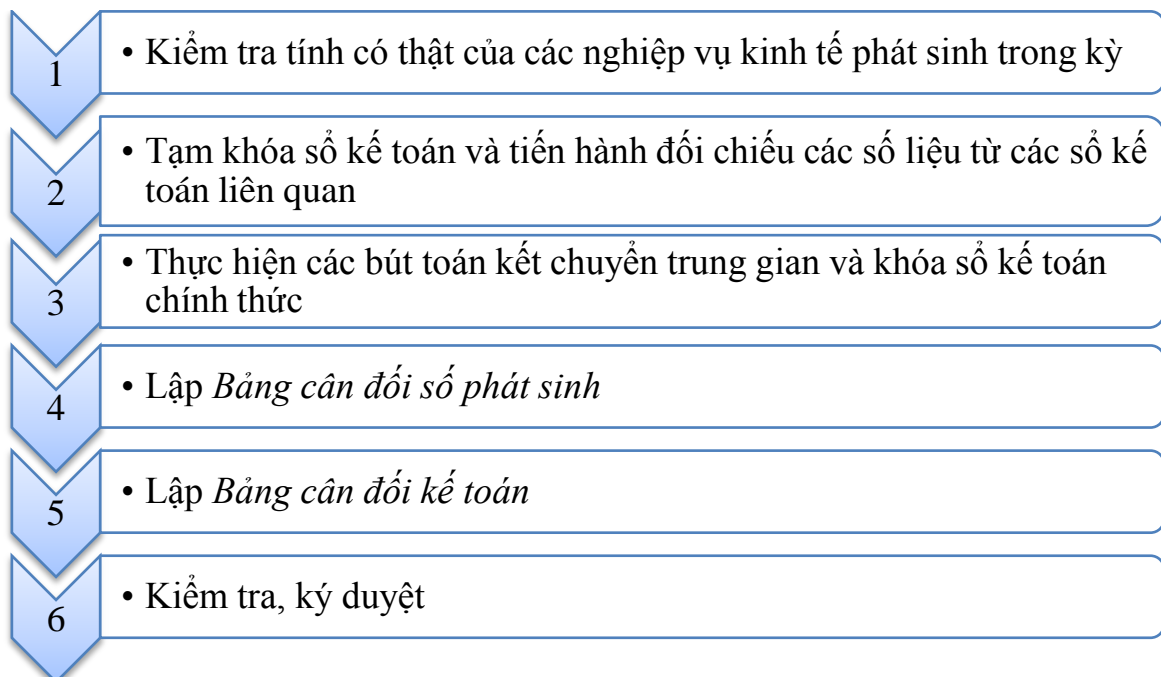 1
• Kiểm tra tính có thật của các nghiệp vụ kinh tế phát sinh trong kỳ
2
• Tạm khóa sổ kế toán và tiến hành đối chiếu các số liệu từ các sổ kế
toán liên quan
3
• Thực hiện các bút toán kết chuyển trung gian và khóa sổ kế toán
chính thức
4
• Lập Bảng cân đối số phát sinh
5
• Lập Bảng cân đối kế toán
6
• Kiểm tra, ký duyệt